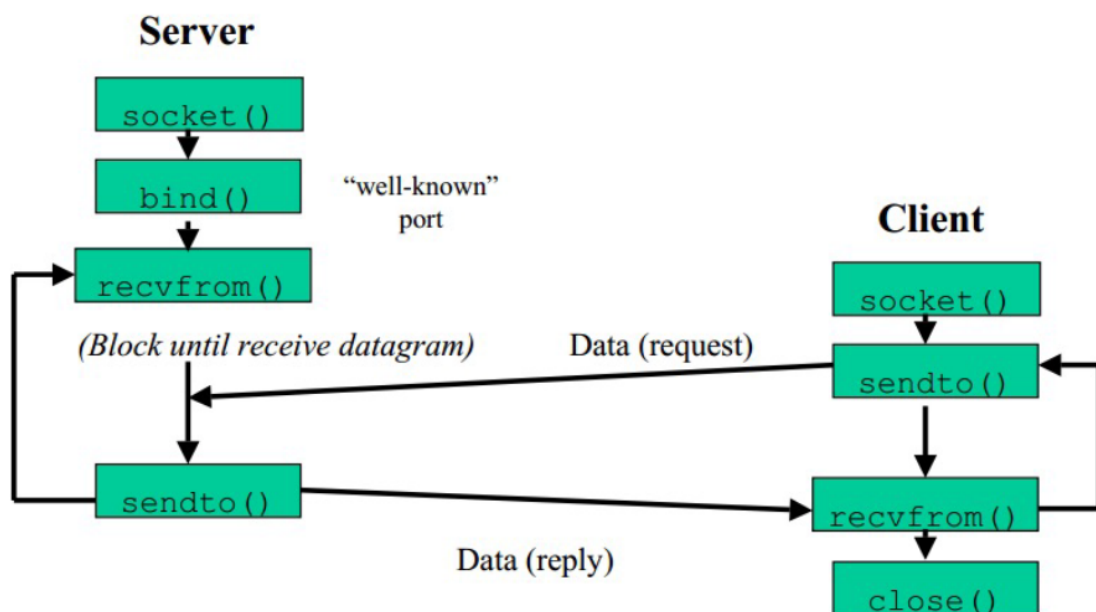 Server
socket()
bind()
“well-known”
port
Client
recvfrom()
socket()
(Block until receive datagram)
Data (request)
sendto()
sendto()
recvfrom()
Data (reply)
close()